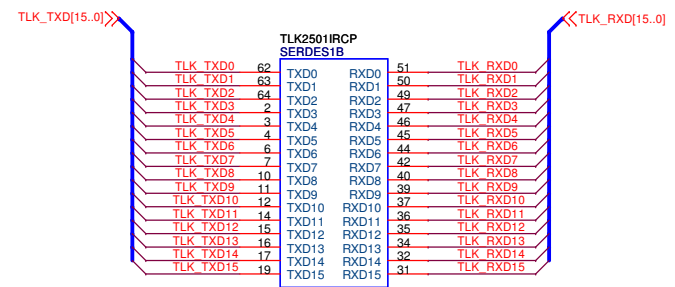 TLK_TXD[15..0]
TLK_RXD[15..0]
TLK2501IRCP
SERDES1B
TLK_TXD0 62 TXD0 RXD0 51 TLK_RXD0
TLK_TXD1 63 TXD1 RXD1 50 TLK_RXD1
TLK_TXD2 64 TXD2 RXD2 49 TLK_RXD2
TLK_TXD3 2 TXD3 RXD3 47 TLK_RXD3
TLK_TXD4 3 TXD4 RXD4 46 TLK_RXD4
TLK_TXD5 4 TXD5 RXD5 45 TLK_RXD5
TLK_TXD6 6 TXD6 RXD6 44 TLK_RXD6
TLK_TXD7 7 TXD7 RXD7 42 TLK_RXD7
TLK_TXD8 10 TXD8 RXD8 40 TLK_RXD8
TLK_TXD9 11 TXD9 RXD9 39 TLK_RXD9
TLK_TXD10 12 TXD10 RXD10 37 TLK_RXD10
TLK_TXD11 14 TXD11 RXD11 36 TLK_RXD11
TLK_TXD12 15 TXD12 RXD12 35 TLK_RXD12
TLK_TXD13 16 TXD13 RXD13 34 TLK_RXD13
TLK_TXD14 17 TXD14 RXD14 32 TLK_RXD14
TLK_TXD15 19 TXD15 RXD15 31 TLK_RXD15